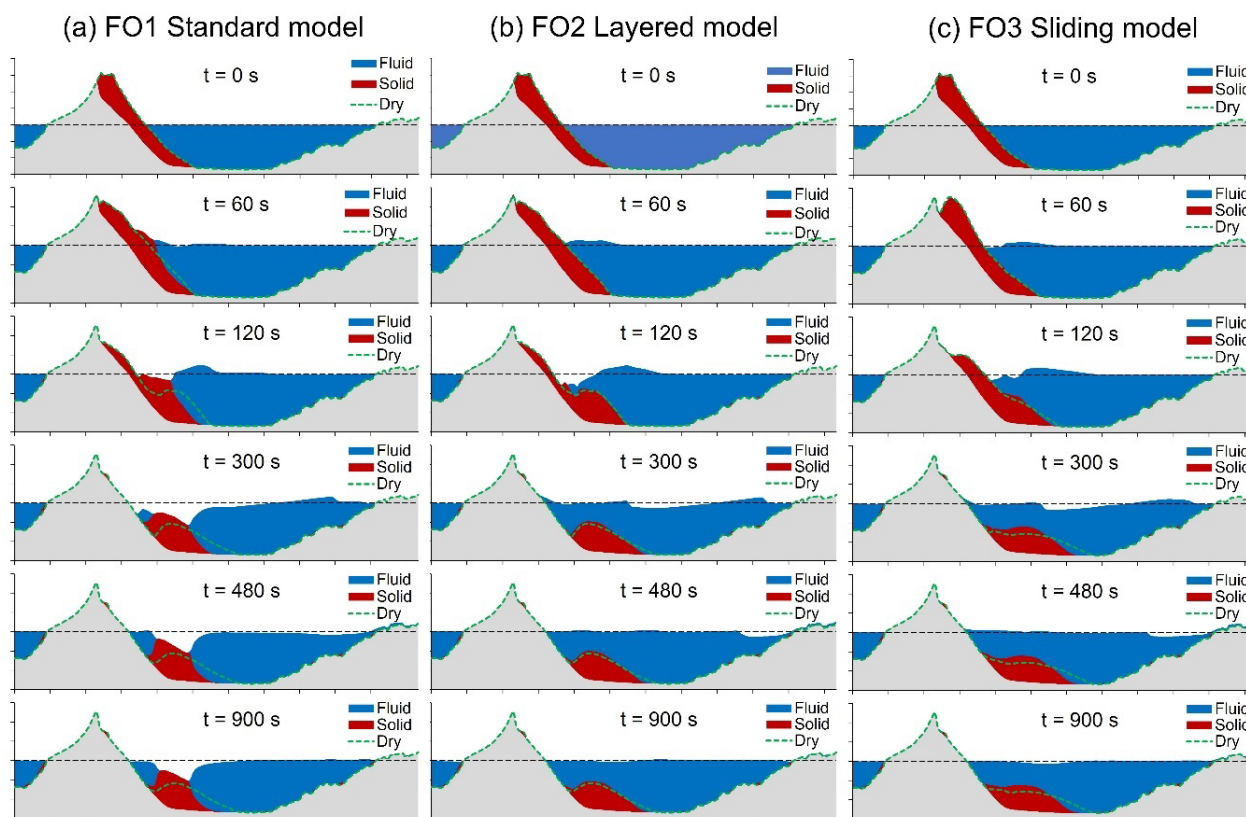 (a) FO1 Standard model
(b) FO2 Layered model
(c) FO3 Sliding model
t = 0 s
Fluid
Solid
Dry
t = 0 s
Fluid
Solid
Dry
t = 0 s
Fluid
Solid
Dry
t = 60 s
Fluid
Solid
Dry
t = 60 s
Fluid
Solid
Dry
t = 60 s
Fluid
Solid
Dry
t = 120 s
Fluid
Solid
Dry
t = 120 s
Fluid
Solid
Dry
t = 120 s
Fluid
Solid
Dry
t = 300 s
Fluid
Solid
Dry
t = 300 s
Fluid
Solid
Dry
t = 300 s
Fluid
Solid
Dry
t = 480 s
Fluid
Solid
Dry
t = 480 s
Fluid
Solid
Dry
t = 480 s
Fluid
Solid
Dry
t = 900 s
Fluid
Solid
Dry
t = 900 s
Fluid
Solid
Dry
t = 900 s
Fluid
Solid
Dry